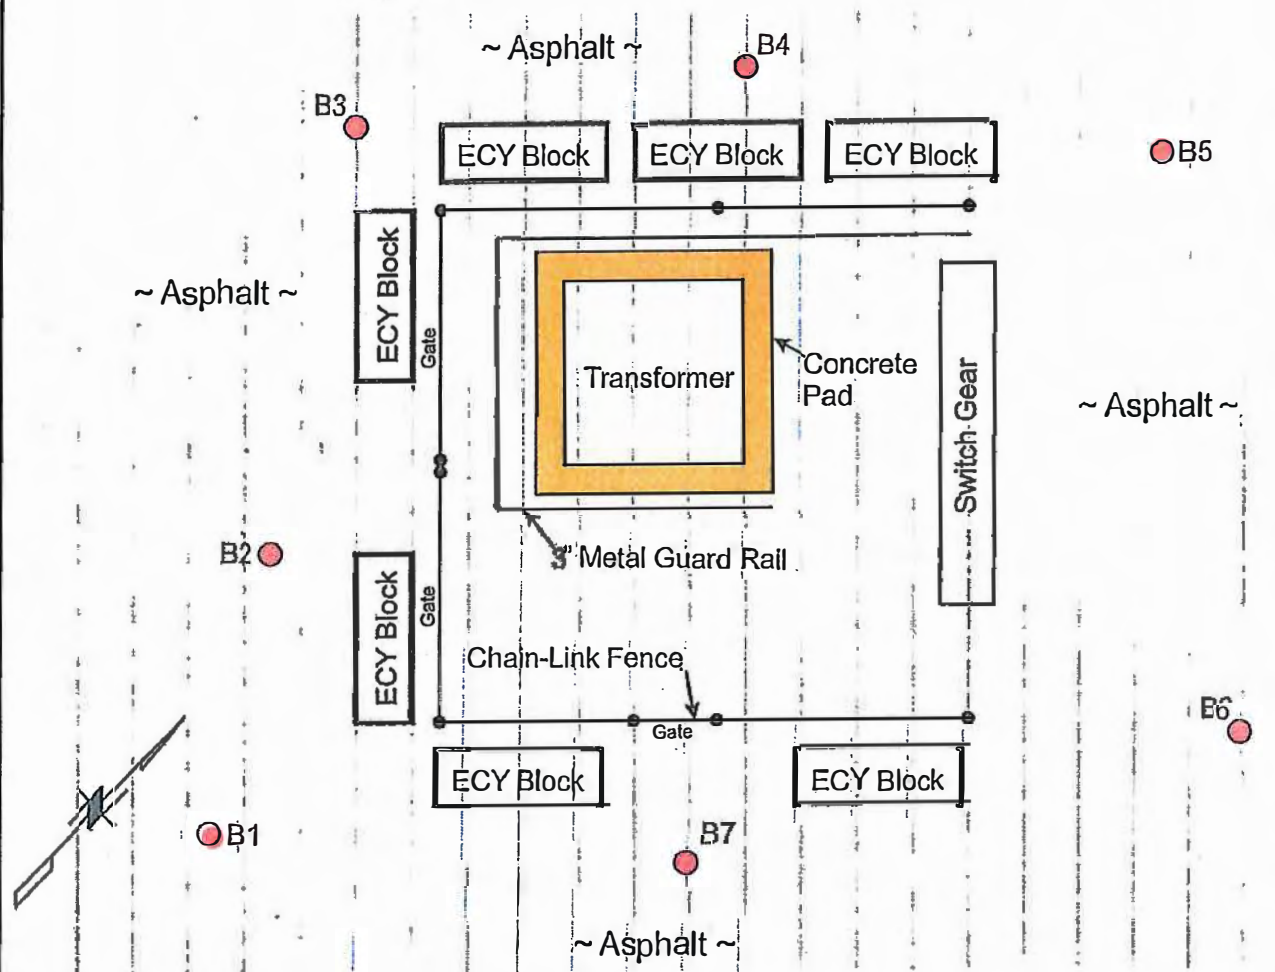 ~ Asphalt ~
B4
B3
B5
ECY Block
ECY Block
ECY Block
ECY Block
~ Asphalt ~
Gate
Transformer
Concrete
Pad
~ Asphalt ~
Switch Gear
3" Metal Guard Rail
B2
ECY Block
Gate
Chain-Link Fence
Gate
B6
ECY Block
ECY Block
B1
B7
~ Asphalt ~